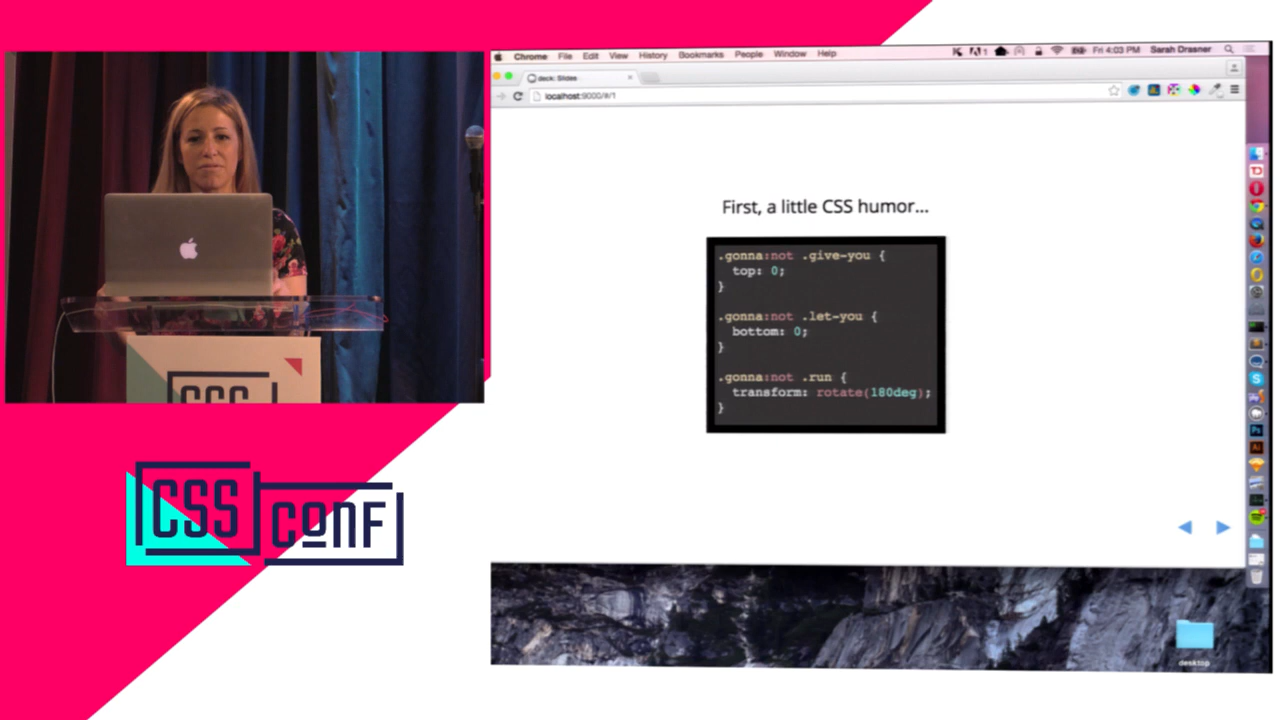 Chrome File Edit View History Bookmarks People Window Help
1
Fri 4:03 PM Sarah Drasner
deck: Slides
localhost:9000/#/1
First, a little CSS humor...
.gonna:not .give-you {
top: 0;
}
.gonna:not .let-you {
bottom: 0;
}
.gonna:not .run {
transform: rotate(180deg);
}
desktop
CSS
CSS
CONF